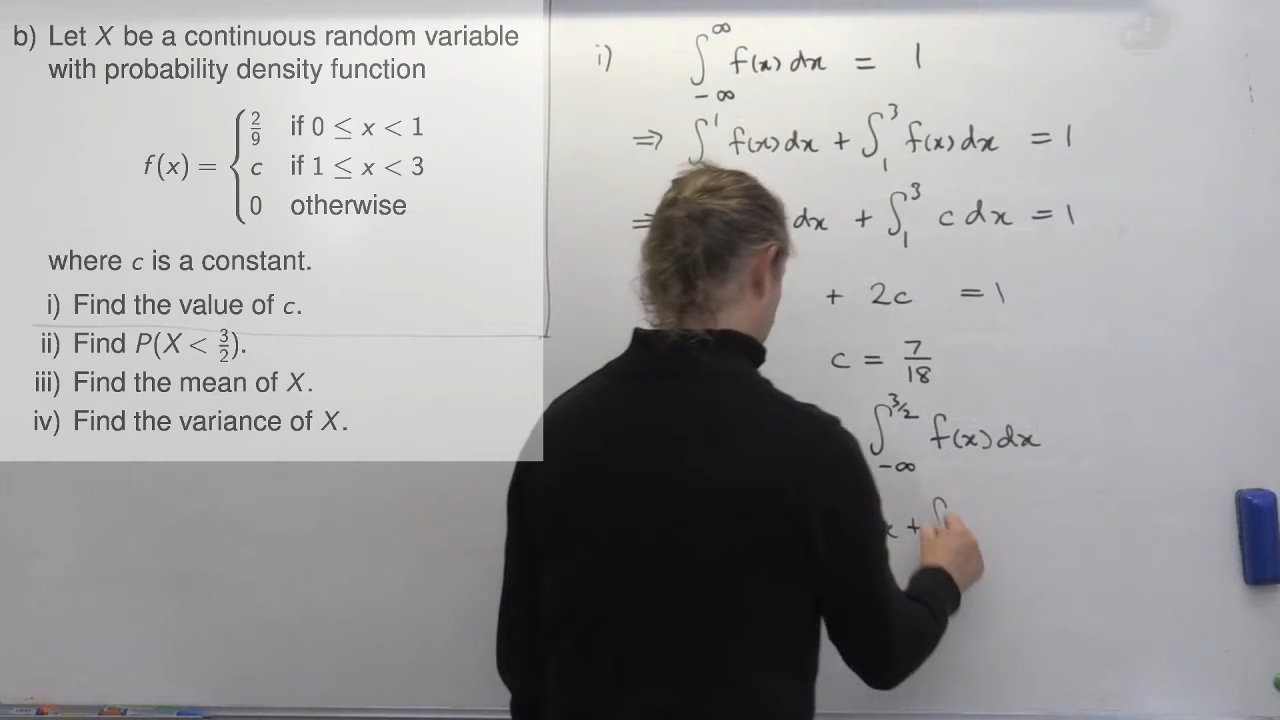 b) Let X be a continuous random variable
with probability density function
f(x) = { 2/9 if 0 ≤ x < 1
c if 1 ≤ x < 3
0 otherwise
where c is a constant.
i) Find the value of c.
ii) Find P(X < 3/2).
iii) Find the mean of X.
iv) Find the variance of X.
i) ∫_{-∞}^{∞} f(x) dx = 1
⇒ ∫^{1} f(x) dx + ∫_{1}^{3} f(x) dx = 1
dx + ∫_{1}^{3} c dx = 1
+ 2c = 1
c = 7/18
∫_{-∞}^{3/2} f(x) dx
x + ∫